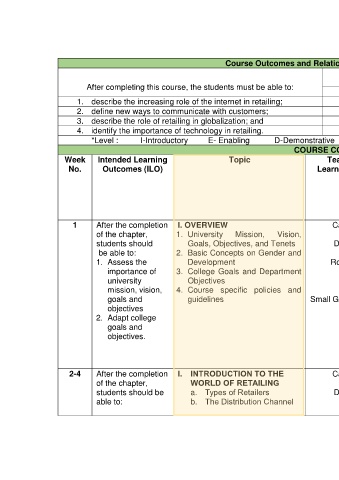 Course Outcomes and Relatio
After completing this course, the students must be able to:
1. describe the increasing role of the internet in retailing;
2. define new ways to communicate with customers;
3. describe the role of retailing in globalization; and
4. identify the importance of technology in retailing.
*Level : I-Introductory E- Enabling D-Demonstrative
COURSE CO
Week No.
Intended Learning
Outcomes (ILO)
Topic
Tea
Learn
1
After the completion
of the chapter,
students should
be able to:
1. Assess the
importance of
university
mission, vision,
goals and
objectives
2. Adapt college
goals and
objectives.
I. OVERVIEW
1. University Mission, Vision,
Goals, Objectives, and Tenets
2. Basic Concepts on Gender and
Development
3. College Goals and Department
Objectives
4. Course specific policies and
guidelines
Ca
D
Ro
Small G
2-4
After the completion
of the chapter,
students should be
able to:
I. INTRODUCTION TO THE
WORLD OF RETAILING
a. Types of Retailers
b. The Distribution Channel
Ca
D